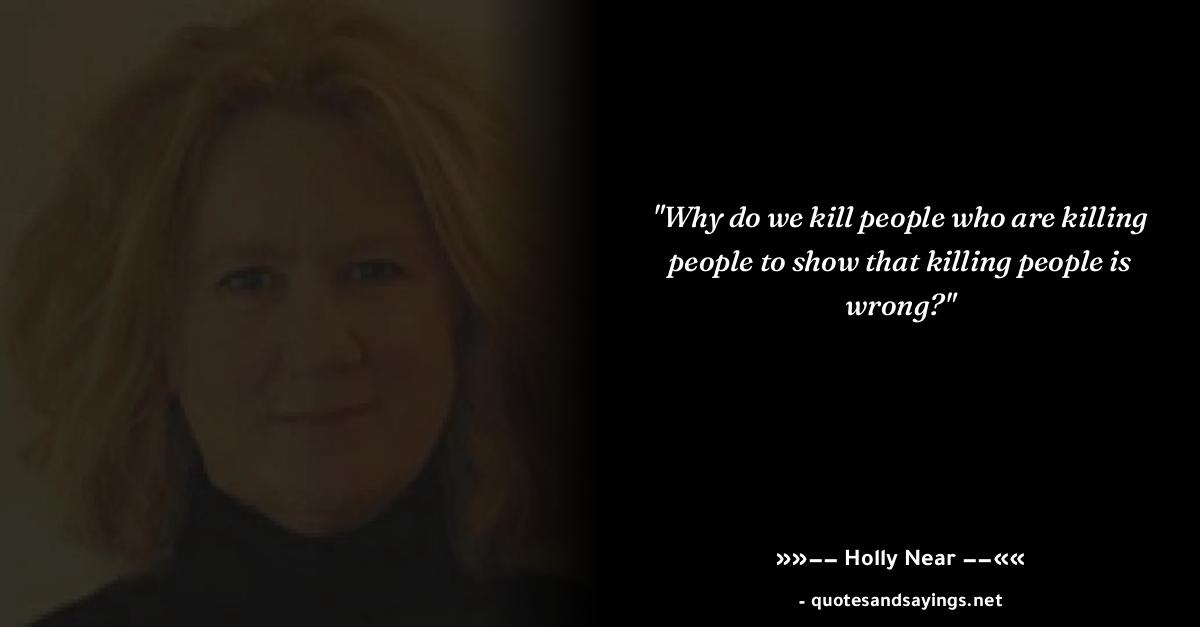 "Why do we kill people who are killing
people to show that killing people is
wrong?"
»»―― Holly Near ――««
- quotesandsayings.net